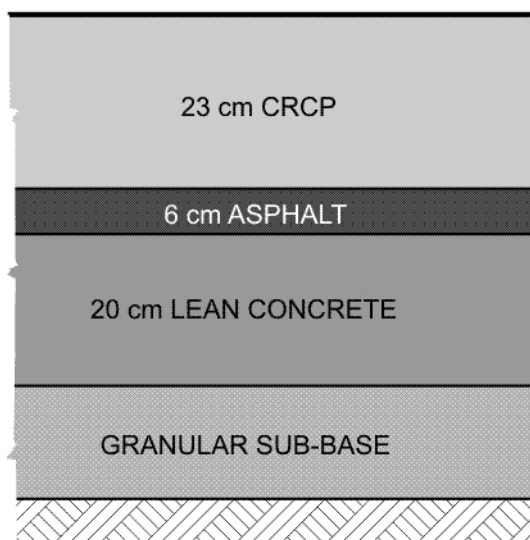 23 cm CRCP
6 cm ASPHALT
20 cm LEAN CONCRETE
GRANULAR SUB-BASE